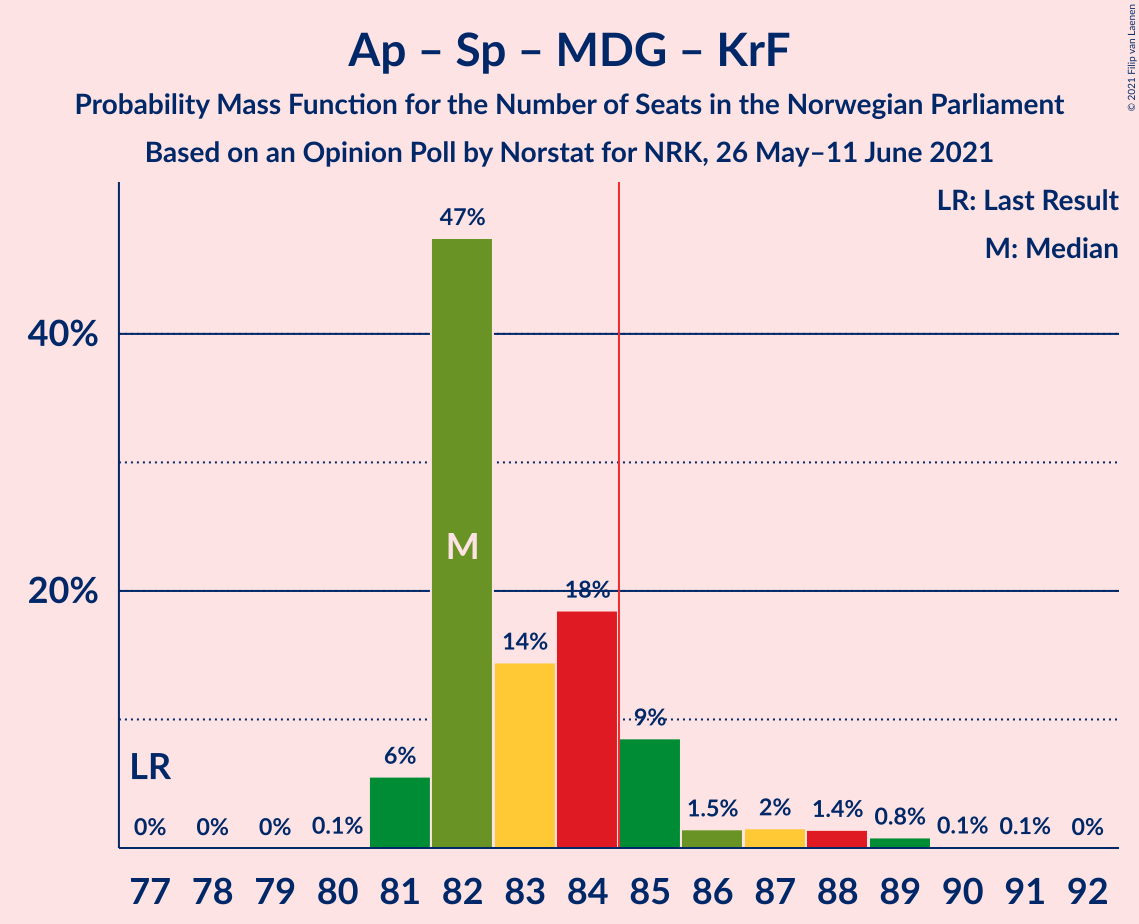 Ap – Sp – MDG – KrF
Probability Mass Function for the Number of Seats in the Norwegian Parliament
Based on an Opinion Poll by Norstat for NRK, 26 May–11 June 2021
© 2021 Filip van Laenen
LR: Last Result
M: Median
47%
40%
M
20%
18%
14%
9%
6%
LR
0% 0% 0% 0.1% 1.5% 2% 1.4% 0.8% 0.1% 0.1% 0%
77 78 79 80 81 82 83 84 85 86 87 88 89 90 91 92